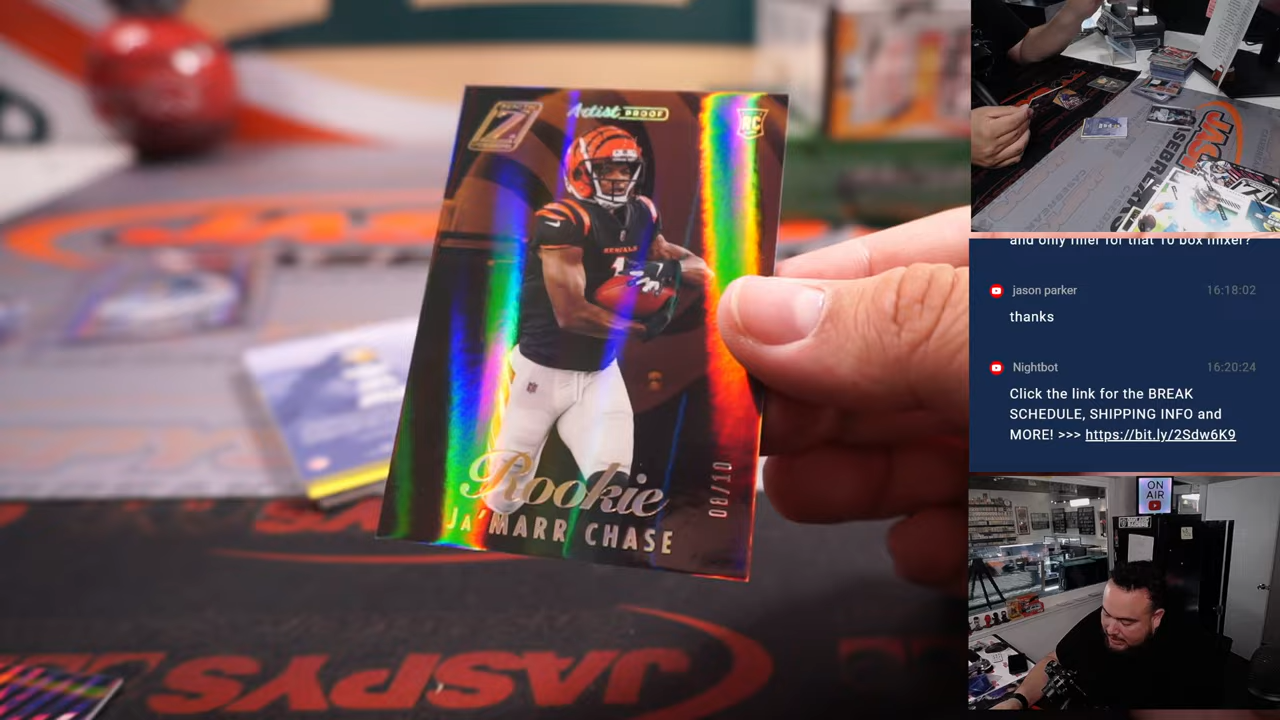 Artist PROOF
Z
RC
BENGALS
Rookie
JA'MARR CHASE
08/10
JASPYS
and only filler for that 10 box mixer?
jason parker 16:18:02
thanks
Nightbot 16:20:24
Click the link for the BREAK
SCHEDULE, SHIPPING INFO and
MORE! >>> https://bit.ly/2Sdw6K9
ON
AIR